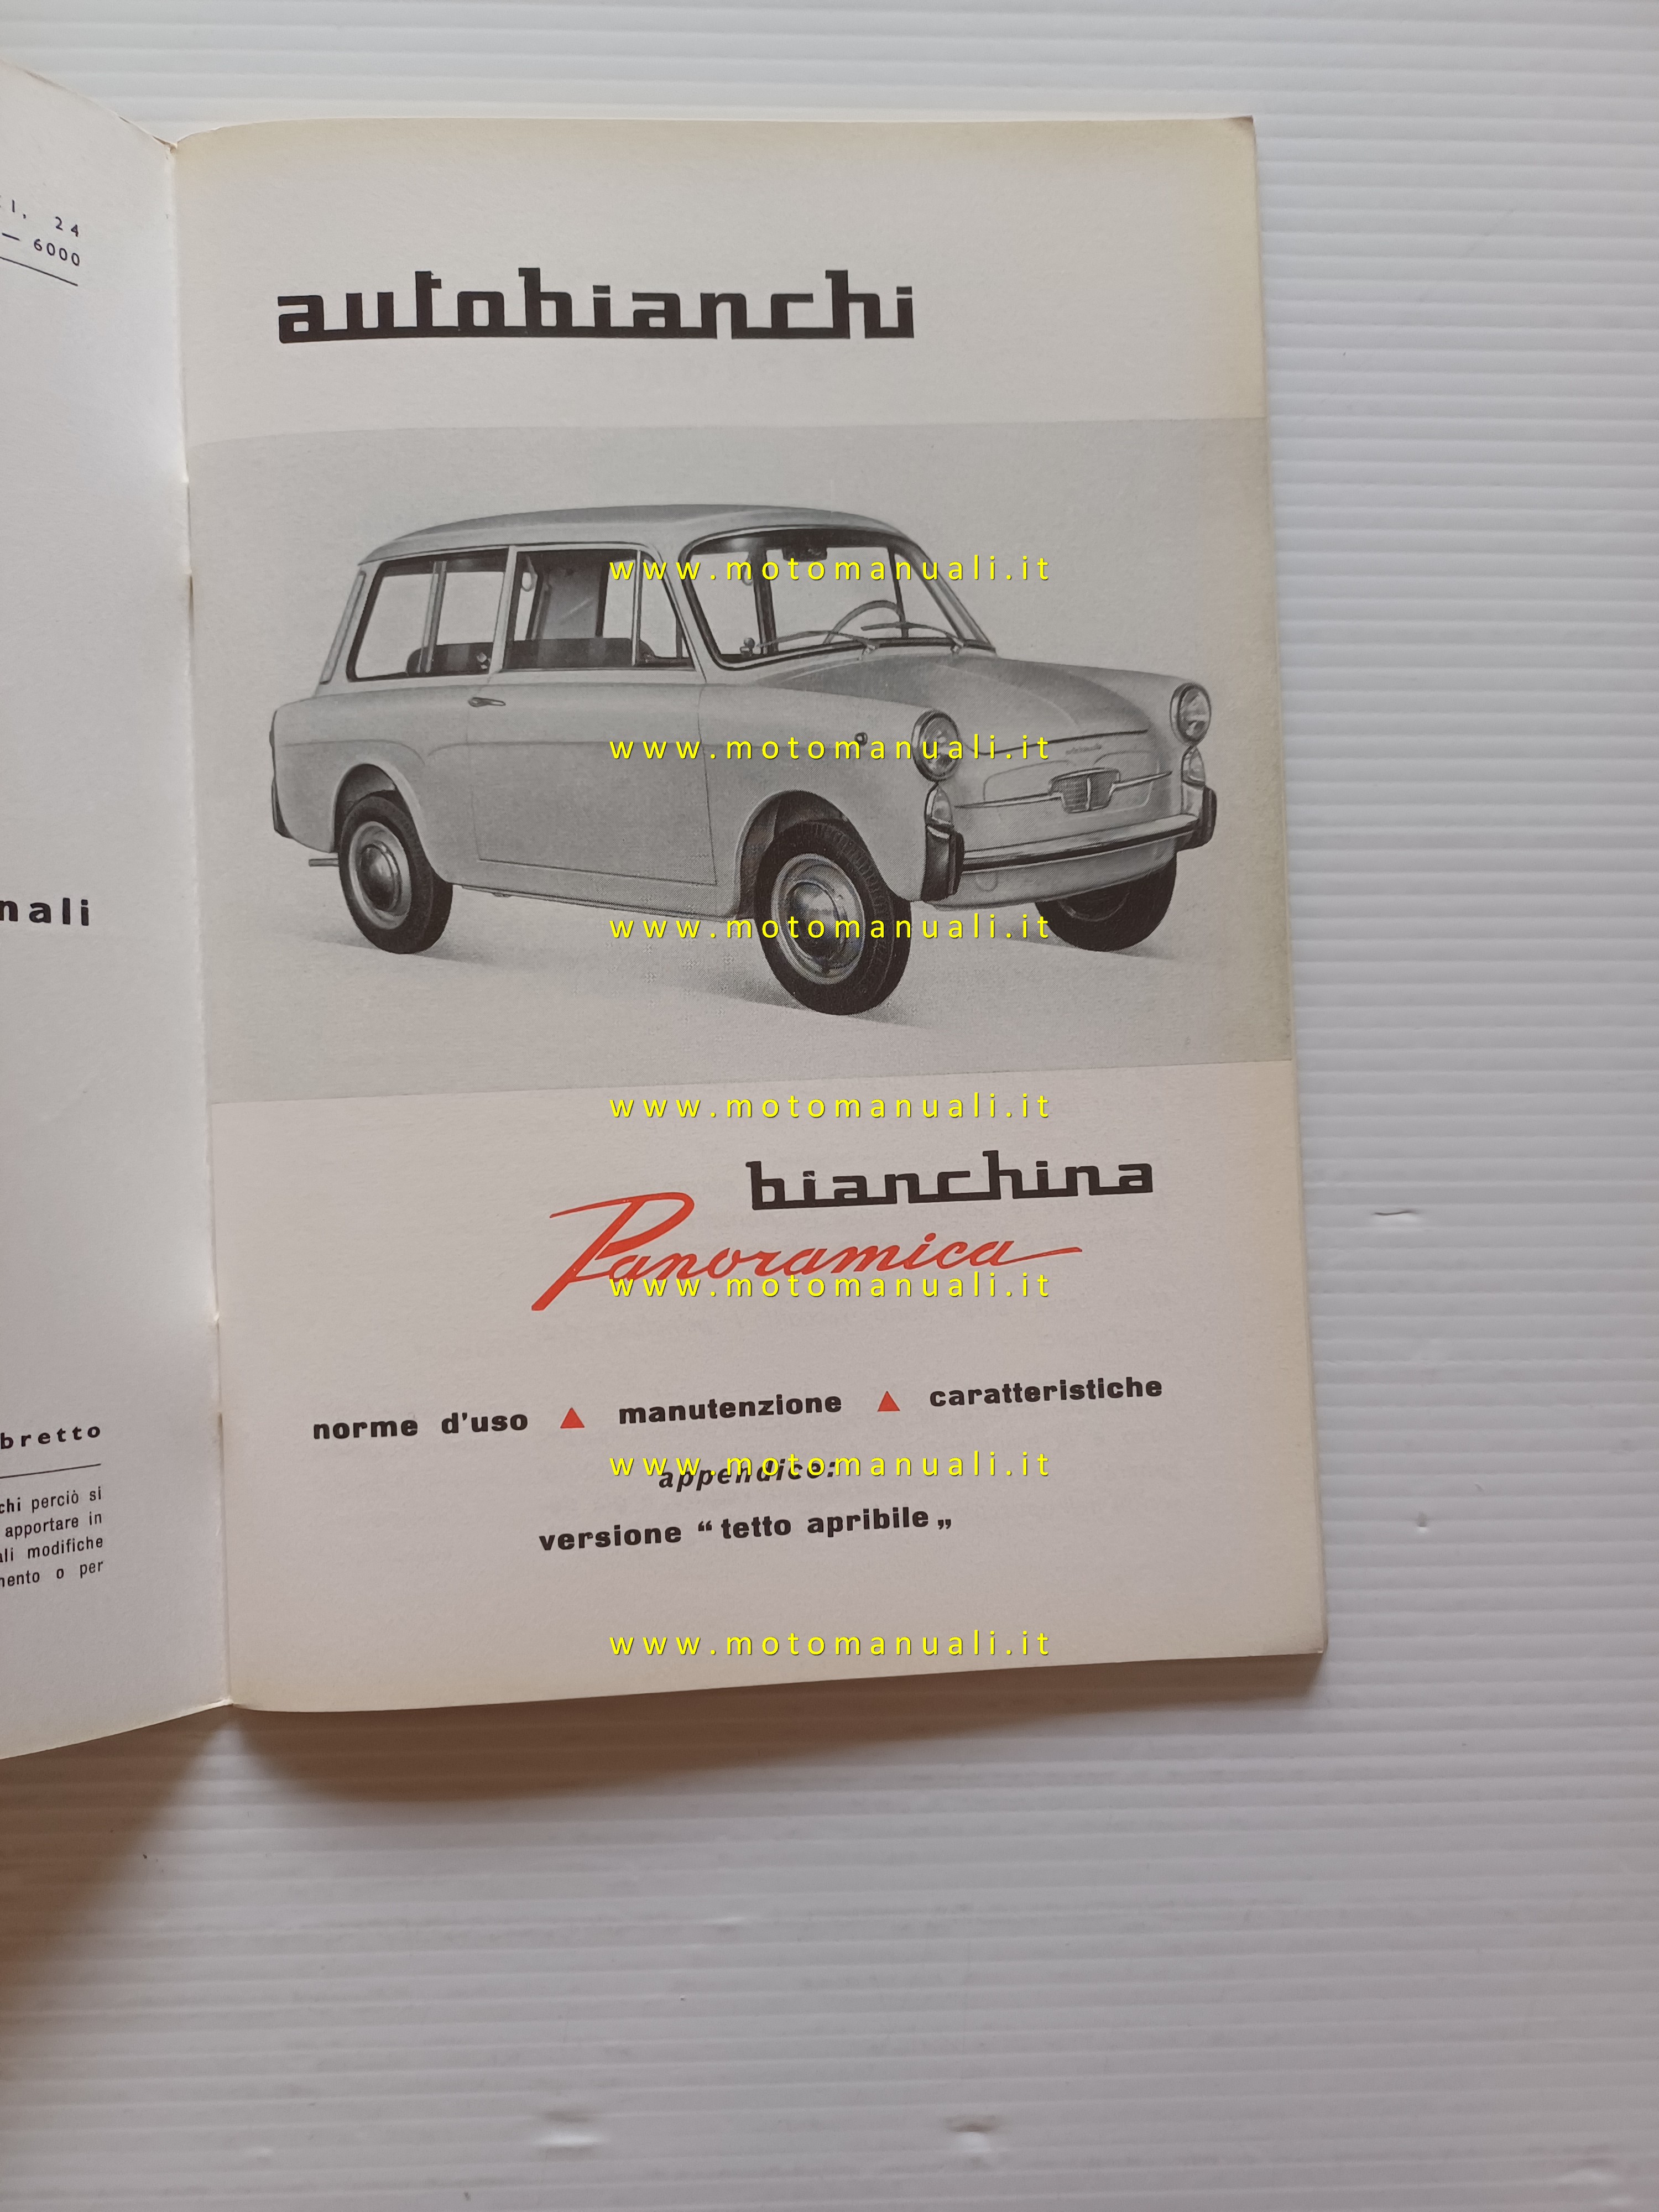 24
— 6000
nali
bretto
chi perciò si
apportare in
ali modifiche
mento o per
autobianchi
www.motomanuali.it
www.motomanuali.it
www.motomanuali.it
www.motomanuali.it
bianchina
Panoramica
www.motomanuali.it
norme d'uso ▲ manutenzione ▲ caratteristiche
appendice:
www.motomanuali.it
versione “ tetto apribile „
www.motomanuali.it